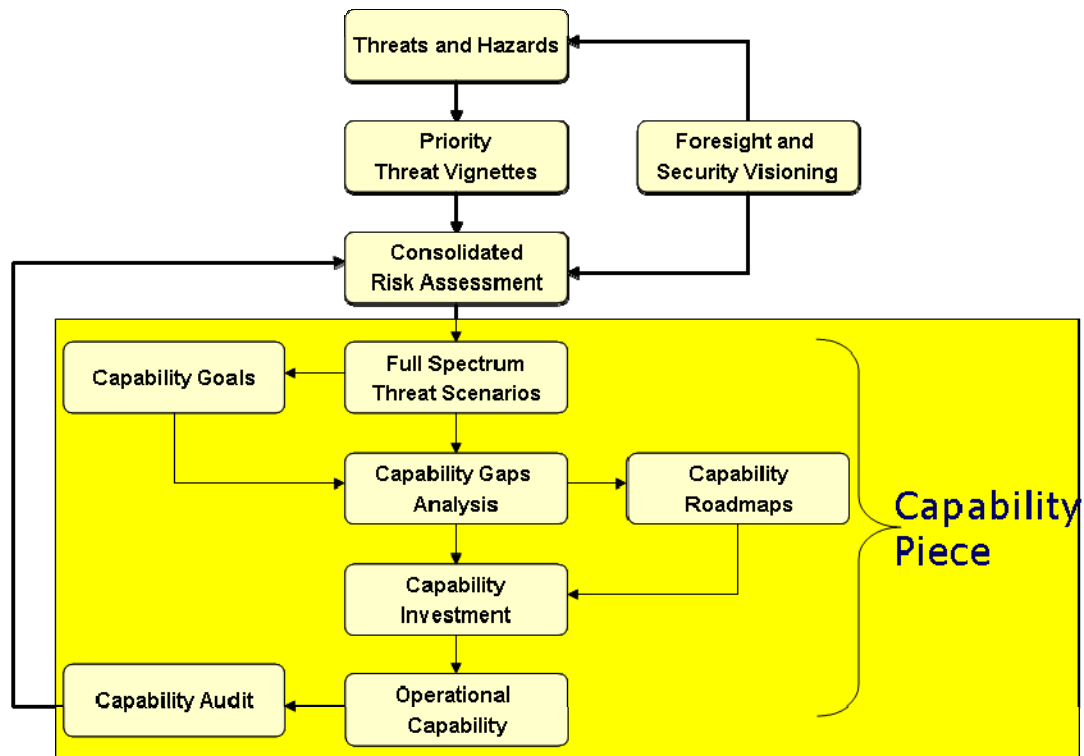 Threats and Hazards
Priority
Threat Vignettes
Foresight and
Security Visioning
Consolidated
Risk Assessment
Capability Goals
Full Spectrum
Threat Scenarios
Capability Gaps
Analysis
Capability
Roadmaps
Capability
Piece
Capability
Investment
Capability Audit
Operational
Capability